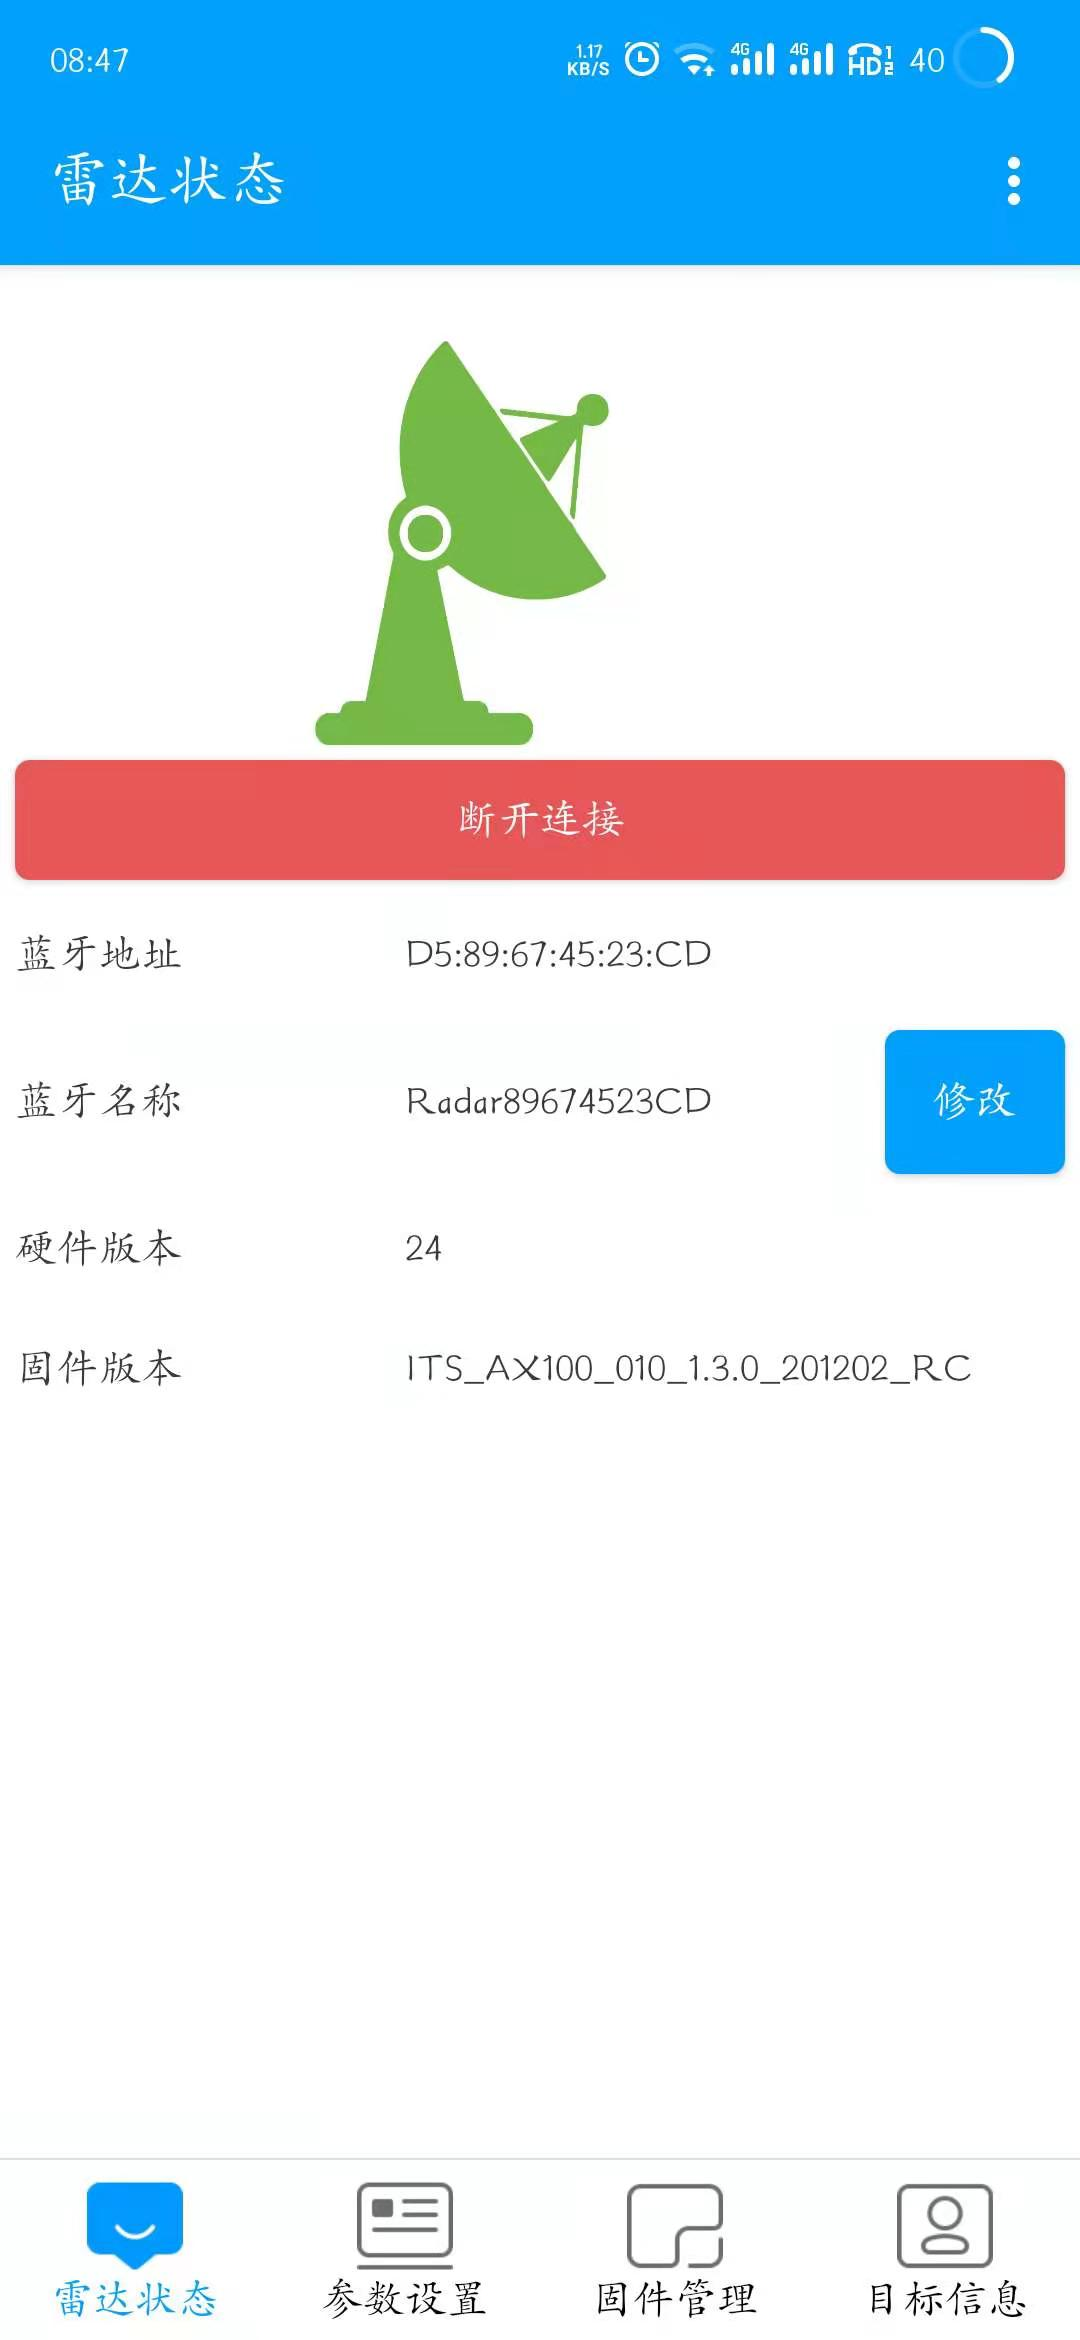 08:47
1.17 KB/S 4G 4G HD 1 2 40
雷达状态
断开连接
蓝牙地址 D5:89:67:45:23:CD
蓝牙名称 Radar89674523CD 修改
硬件版本 24
固件版本 ITS_AX100_010_1.3.0_201202_RC
雷达状态 参数设置 固件管理 目标信息